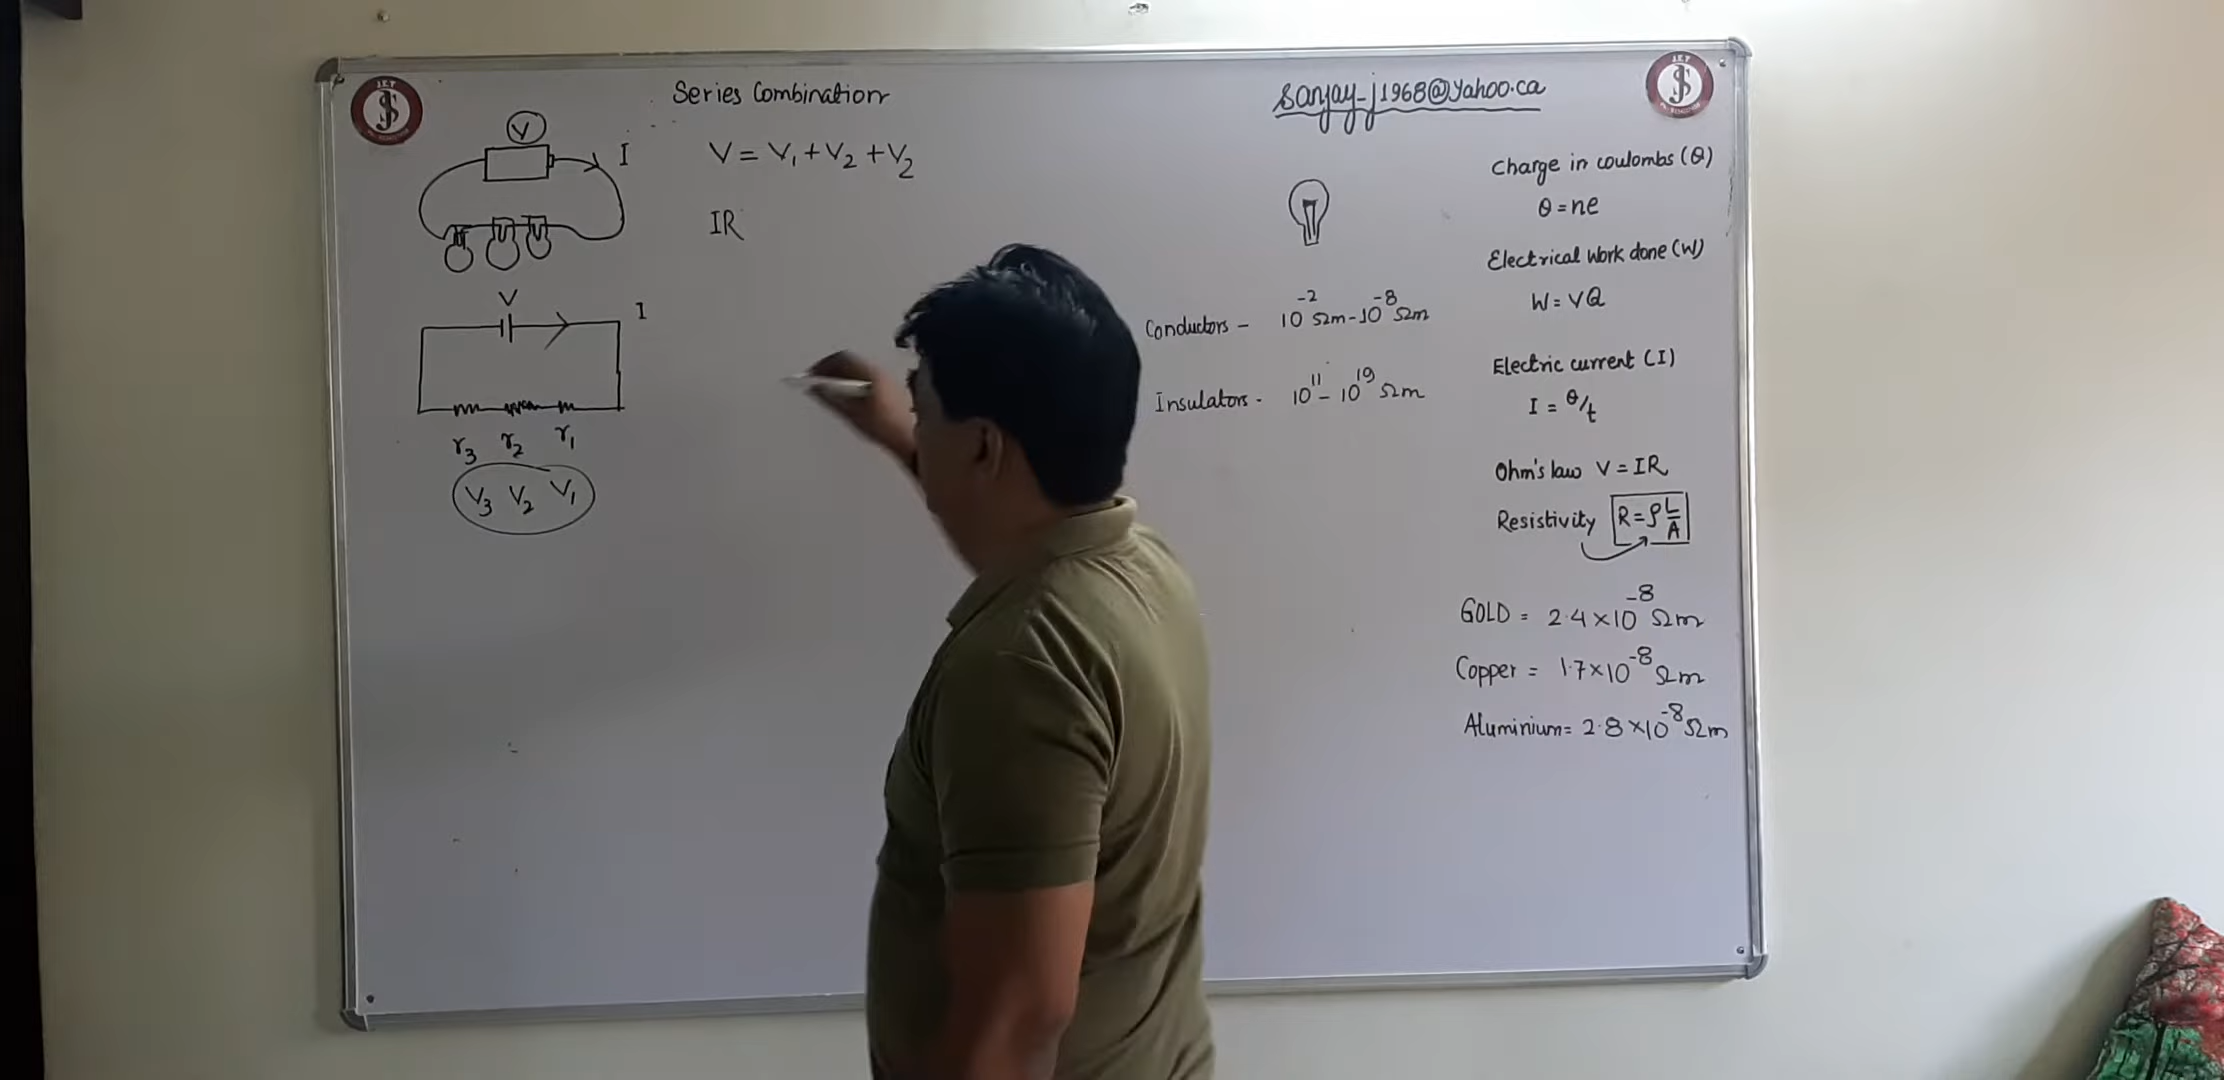 Series Combination
V = V₁ + V₂ + V₂
IR
V
I
V
I
r₃ r₂ r₁
V₃ V₂ V₁
sanjay_j1968@yahoo.ca
Conductors - 10⁻² Ωm - 10⁻⁸ Ωm
Insulators - 10¹¹ - 10¹⁹ Ωm
Charge in coulombs (Q)
Q = ne
Electrical work done (W)
W = VQ
Electric current (I)
I = Q/t
Ohm's law V = IR
Resistivity R = ρ L/A
GOLD = 2.4 × 10⁻⁸ Ωm
Copper = 1.7 × 10⁻⁸ Ωm
Aluminium = 2.8 × 10⁻⁸ Ωm